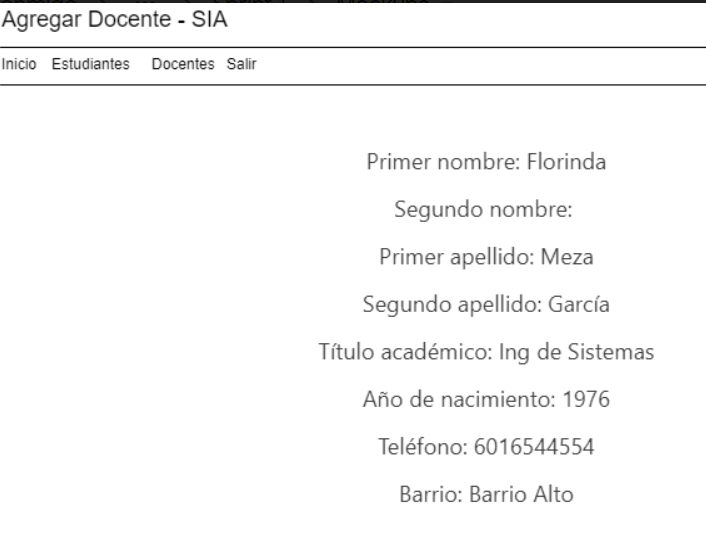 Agregar Docente - SIA
Inicio Estudiantes Docentes Salir
Primer nombre: Florinda
Segundo nombre:
Primer apellido: Meza
Segundo apellido: García
Título académico: Ing de Sistemas
Año de nacimiento: 1976
Teléfono: 6016544554
Barrio: Barrio Alto